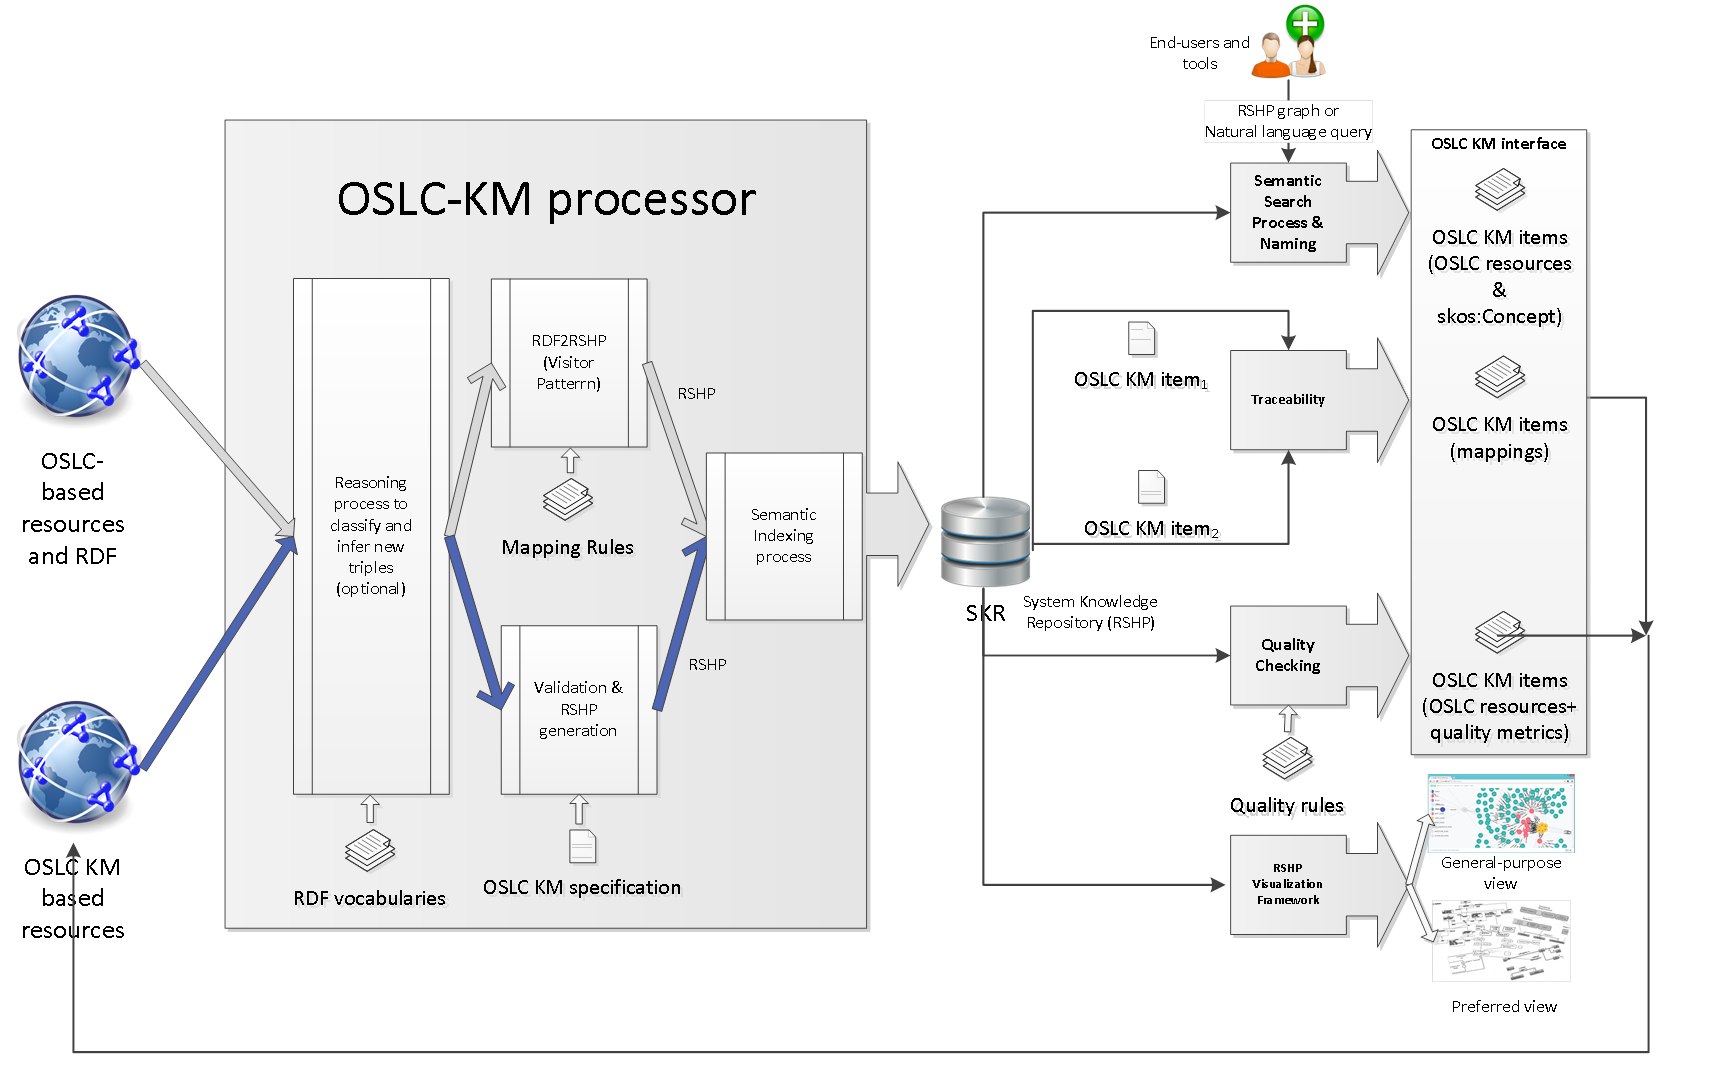 End-users and
tools
RSHP graph or
Natural language query
OSLC KM interface
OSLC-KM processor
Semantic
Search
Process &
Naming
OSLC KM items
(OSLC resources
&
skos:Concept)
RDF2RSHP
(Visitor
Patterrn)
RSHP
OSLC KM item1
Traceability
OSLC KM items
(mappings)
OSLC-
based
resources
and RDF
Reasoning
process to
classify and
infer new
triples
(optional)
Mapping Rules
Semantic
Indexing
process
OSLC KM item2
SKR
System Knowledge
Repository (RSHP)
RSHP
Validation &
RSHP
generation
Quality
Checking
OSLC KM items
(OSLC resources+
quality metrics)
Quality rules
OSLC KM
based
resources
RDF vocabularies
OSLC KM specification
RSHP
Visualization
Framework
General-purpose
view
Preferred view